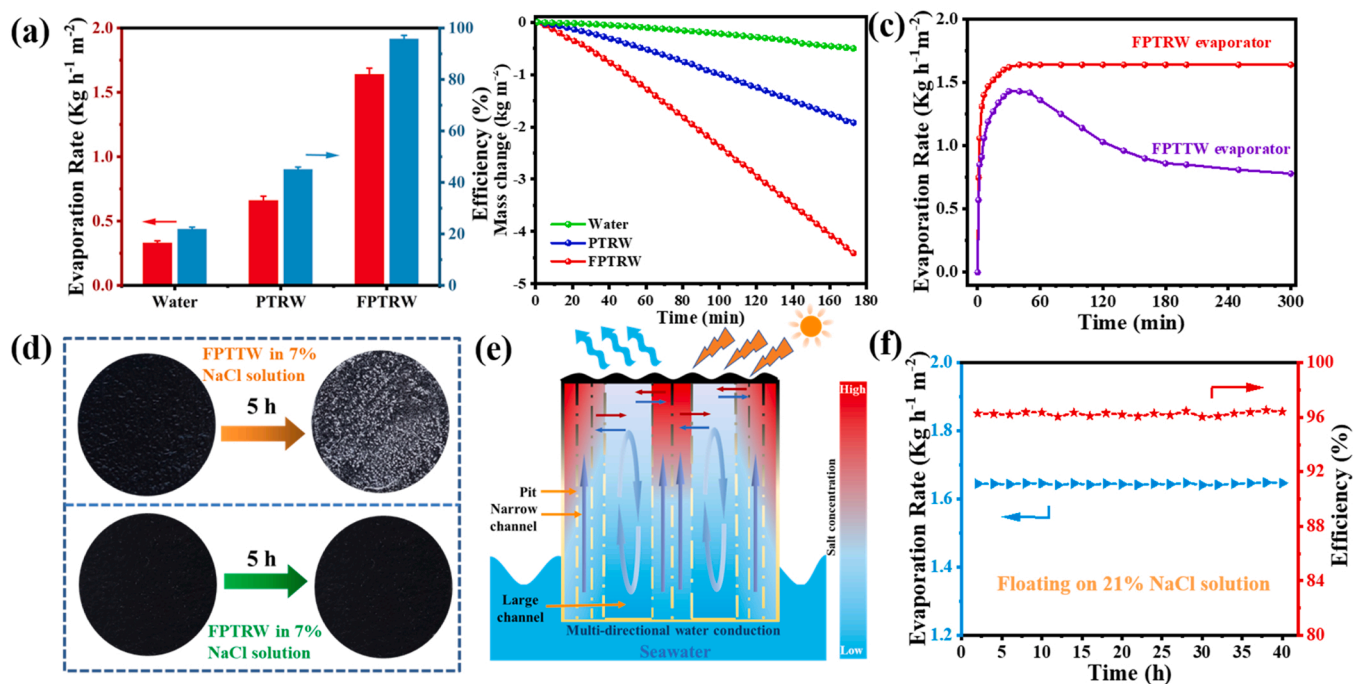 (a)
Evaporation Rate (Kg h⁻¹ m⁻²)
2.0
1.5
1.0
0.5
0.0
Water
PTRW
FPTRW
100
80
60
40
20
0
Efficiency (%)
Mass change (kg m⁻²)
0
-1
-2
-3
-4
-5
Water
PTRW
FPTRW
0
20
40
60
80
100
120
140
160
180
Time (min)
(c)
Evaporation Rate (Kg h⁻¹ m⁻²)
2.0
1.5
1.0
0.5
0.0
FPTRW evaporator
FPTTW evaporator
0
60
120
180
240
300
Time (min)
(d)
FPTTW in 7%
NaCl solution
5 h
5 h
FPTRW in 7%
NaCl solution
(e)
Pit
Narrow
channel
Large
channel
Multi-directional water conduction
Seawater
High
Salt concentration
Low
(f)
Evaporation Rate (Kg h⁻¹ m⁻²)
2.0
1.8
1.6
1.4
1.2
Floating on 21% NaCl solution
0
5
10
15
20
25
30
35
40
Time (h)
100
96
92
88
84
80
Efficiency (%)